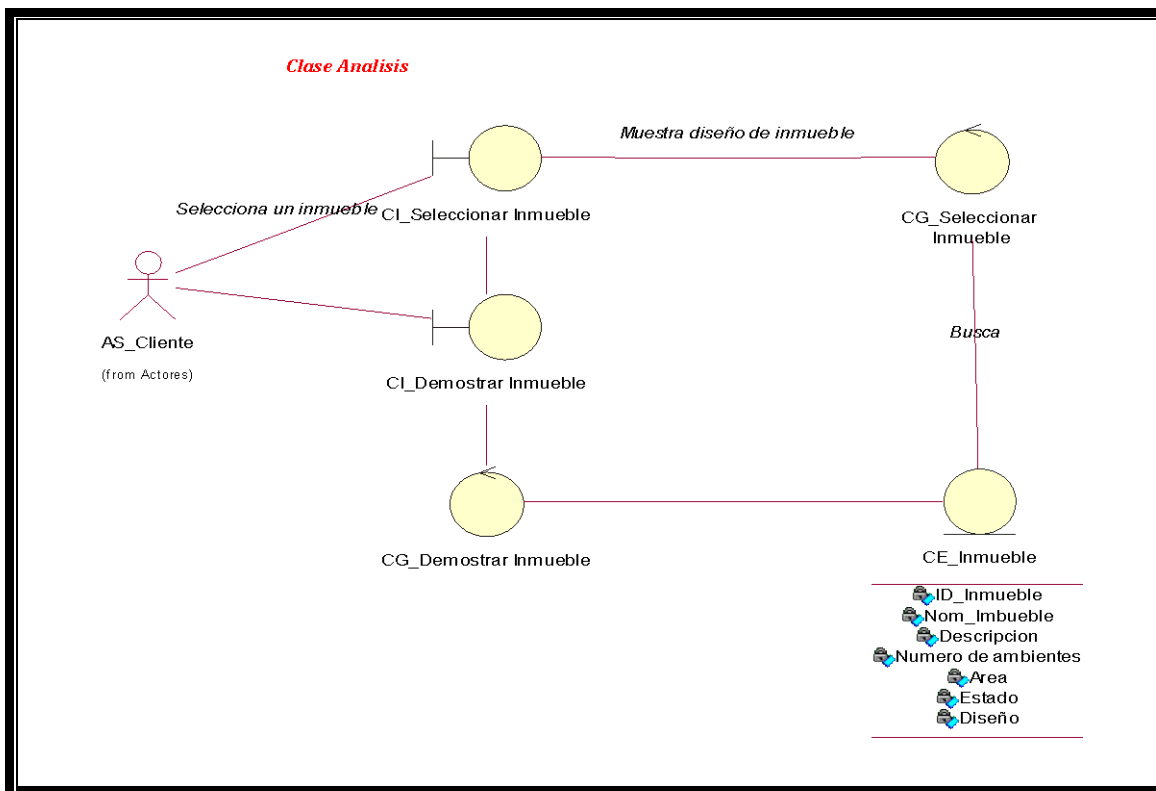 Clase Analisis
Muestra diseño de inmueble
Selecciona un inmueble
CI_Seleccionar Inmueble
CG_Seleccionar
Inmueble
AS_Cliente
(from Actores)
CI_Demostrar Inmueble
Busca
CG_Demostrar Inmueble
CE_Inmueble
ID_Inmueble
Nom_Imbueble
Descripcion
Numero de ambientes
Area
Estado
Diseño